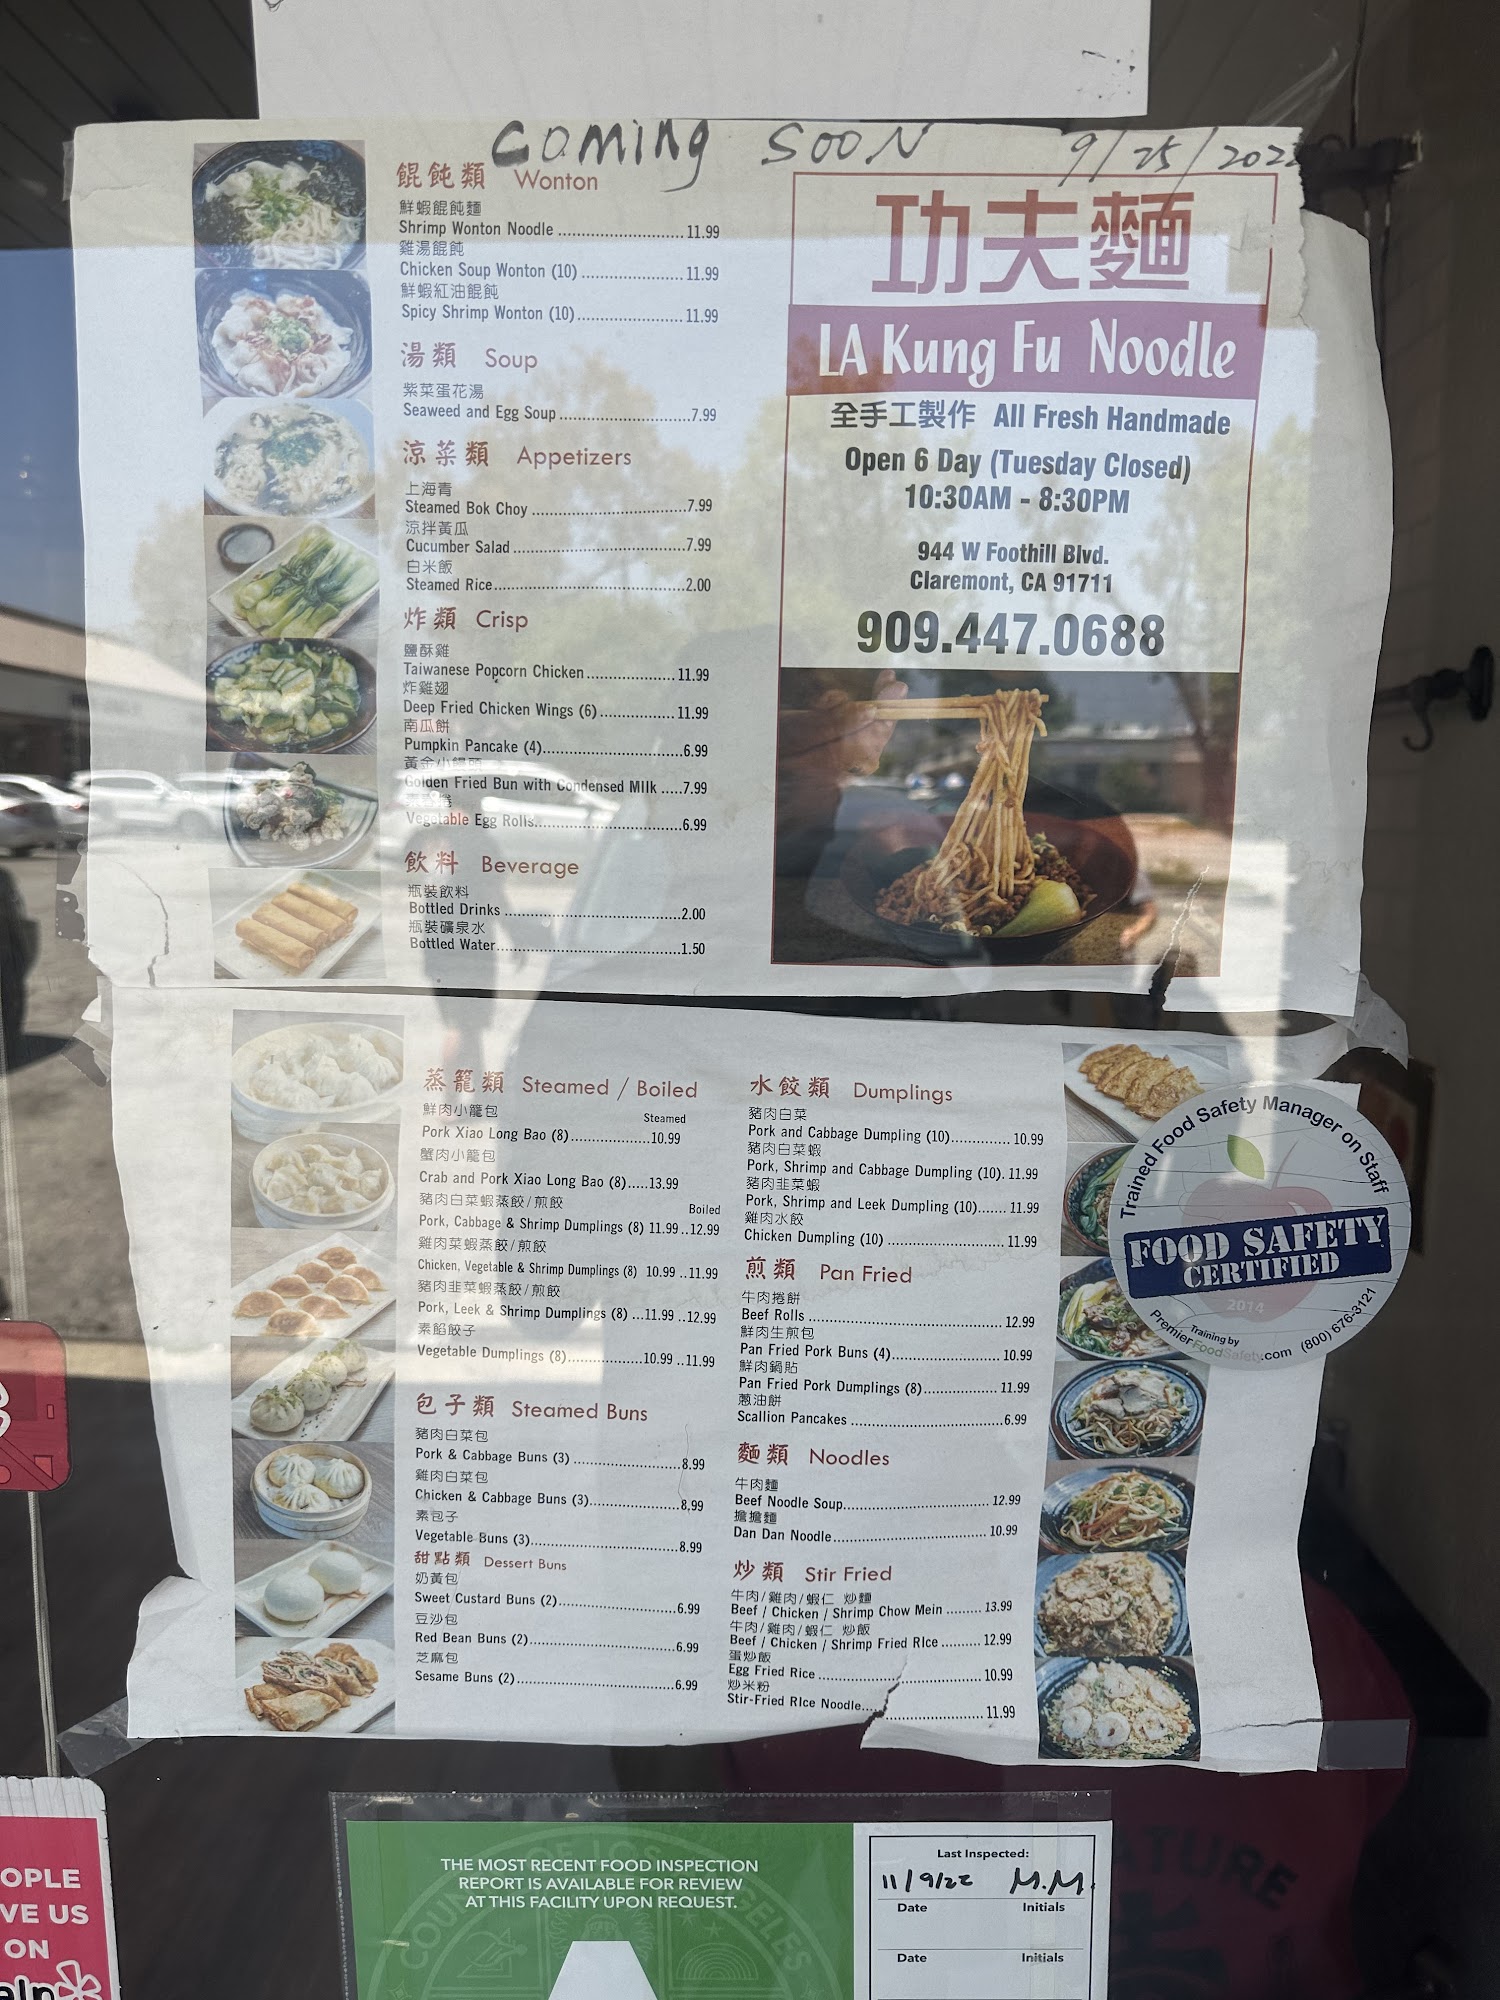 coming soon
9/25/202
餛飩類 Wonton
鮮蝦餛飩麵
Shrimp Wonton Noodle ........................... 11.99
雞湯餛飩
Chicken Soup Wonton (10) ...................... 11.99
鮮蝦紅油餛飩
Spicy Shrimp Wonton (10)....................... 11.99
湯類 Soup
紫菜蛋花湯
Seaweed and Egg Soup ............................7.99
涼菜類 Appetizers
上海青
Steamed Bok Choy .................................7.99
涼拌黃瓜
Cucumber Salad .....................................7.99
白米飯
Steamed Rice.........................................2.00
炸類 Crisp
鹽酥雞
Taiwanese Popcorn Chicken.................... 11.99
炸雞翅
Deep Fried Chicken Wings (6)................. 11.99
南瓜餅
Pumpkin Pancake (4)..............................6.99
黃金小饅頭
Golden Fried Bun with Condensed MIlk .....7.99
Vegetable Egg Rolls................................6.99
飲料 Beverage
瓶裝飲料
Bottled Drinks ......................................2.00
瓶裝礦泉水
Bottled Water........................................1.50
功夫麵
LA Kung Fu Noodle
全手工製作 All Fresh Handmade
Open 6 Day (Tuesday Closed)
10:30AM - 8:30PM
944 W Foothill Blvd.
Claremont, CA 91711
909.447.0688
蒸籠類 Steamed / Boiled
鮮肉小籠包
Steamed
Pork Xiao Long Bao (8)....................10.99
蟹肉小籠包
Crab and Pork Xiao Long Bao (8).....13.99
豬肉白菜蝦蒸餃/煎餃
Boiled
Pork, Cabbage & Shrimp Dumplings (8) 11.99 ..12.99
雞肉菜蝦蒸餃/煎餃
Chicken, Vegetable & Shrimp Dumplings (8) 10.99 ..11.99
豬肉韭菜蝦蒸餃/煎餃
Pork, Leek & Shrimp Dumplings (8) ...11.99 ..12.99
素餡餃子
Vegetable Dumplings (8)...................10.99 ..11.99
包子類 Steamed Buns
豬肉白菜包
Pork & Cabbage Buns (3) ..........................8.99
雞肉白菜包
Chicken & Cabbage Buns (3).....................8.99
素包子
Vegetable Buns (3)...................................8.99
甜點類 Dessert Buns
奶黃包
Sweet Custard Buns (2)............................6.99
豆沙包
Red Bean Buns (2)...................................6.99
芝麻包
Sesame Buns (2)......................................6.99
水餃類 Dumplings
豬肉白菜
Pork and Cabbage Dumpling (10).............. 10.99
豬肉白菜蝦
Pork, Shrimp and Cabbage Dumpling (10). 11.99
豬肉韭菜蝦
Pork, Shrimp and Leek Dumpling (10)....... 11.99
雞肉水餃
Chicken Dumpling (10) ............................ 11.99
煎類 Pan Fried
牛肉捲餅
Beef Rolls ................................................ 12.99
鮮肉生煎包
Pan Fried Pork Buns (4)........................... 10.99
鮮肉鍋貼
Pan Fried Pork Dumplings (8).................. 11.99
蔥油餅
Scallion Pancakes .....................................6.99
麵類 Noodles
牛肉麵
Beef Noodle Soup.................................... 12.99
擔擔麵
Dan Dan Noodle...................................... 10.99
炒類 Stir Fried
牛肉/雞肉/蝦仁 炒麵
Beef / Chicken / Shrimp Chow Mein ......... 13.99
牛肉/雞肉/蝦仁 炒飯
Beef / Chicken / Shrimp Fried RIce .......... 12.99
蛋炒飯
Egg Fried Rice ........................................ 10.99
炒米粉
Stir-Fried RIce Noodle............................. 11.99
Trained Food Safety Manager on Staff
FOOD SAFETY
CERTIFIED
2014
Training by
PremierFoodSafety.com (800) 676-3121
OPLE
VE US
ON
THE MOST RECENT FOOD INSPECTION
REPORT IS AVAILABLE FOR REVIEW
AT THIS FACILITY UPON REQUEST.
Last Inspected:
11/9/22 M.M.
Date Initials
Date Initials